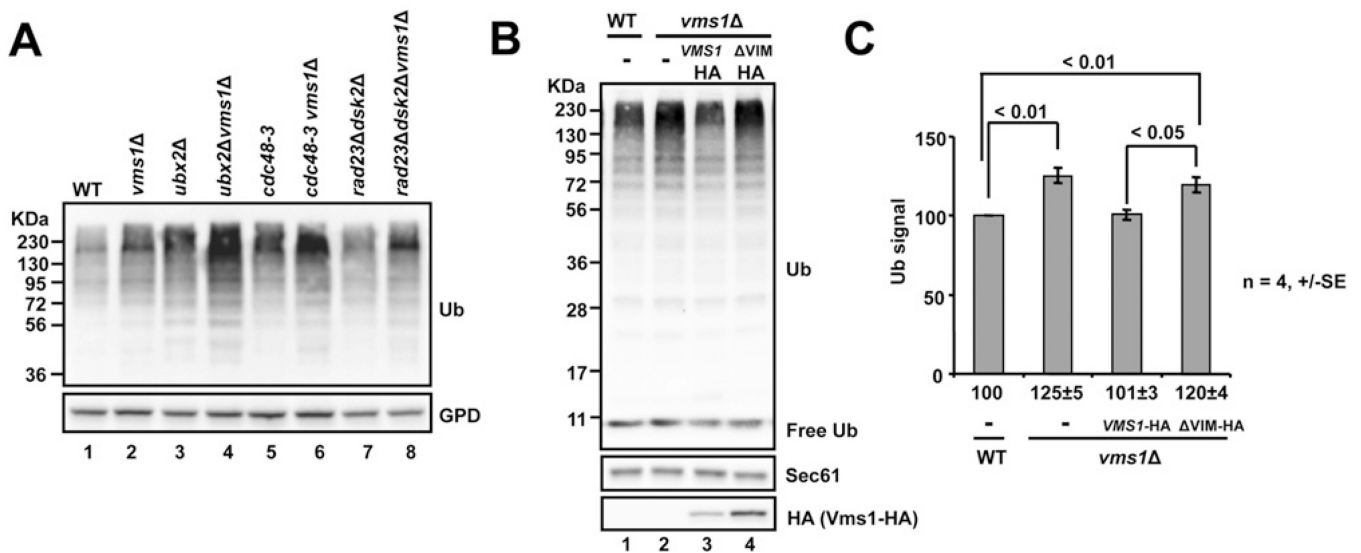 A
WT
vms1Δ
ubx2Δ
ubx2Δvms1Δ
cdc48-3
cdc48-3 vms1Δ
rad23Δdsk2Δ
rad23Δdsk2Δvms1Δ
KDa
230
130
95
72
56
36
Ub
GPD
1 2 3 4 5 6 7 8
B
WT vms1Δ
VMS1 ΔVIM
- - HA HA
KDa
230
130
95
72
56
36
28
17
11
Ub
Free Ub
Sec61
HA (Vms1-HA)
1 2 3 4
C
< 0.01
< 0.01
< 0.05
150
100
50
0
Ub signal
n = 4, +/-SE
100 125±5 101±3 120±4
- - VMS1-HA ΔVIM-HA
WT vms1Δ